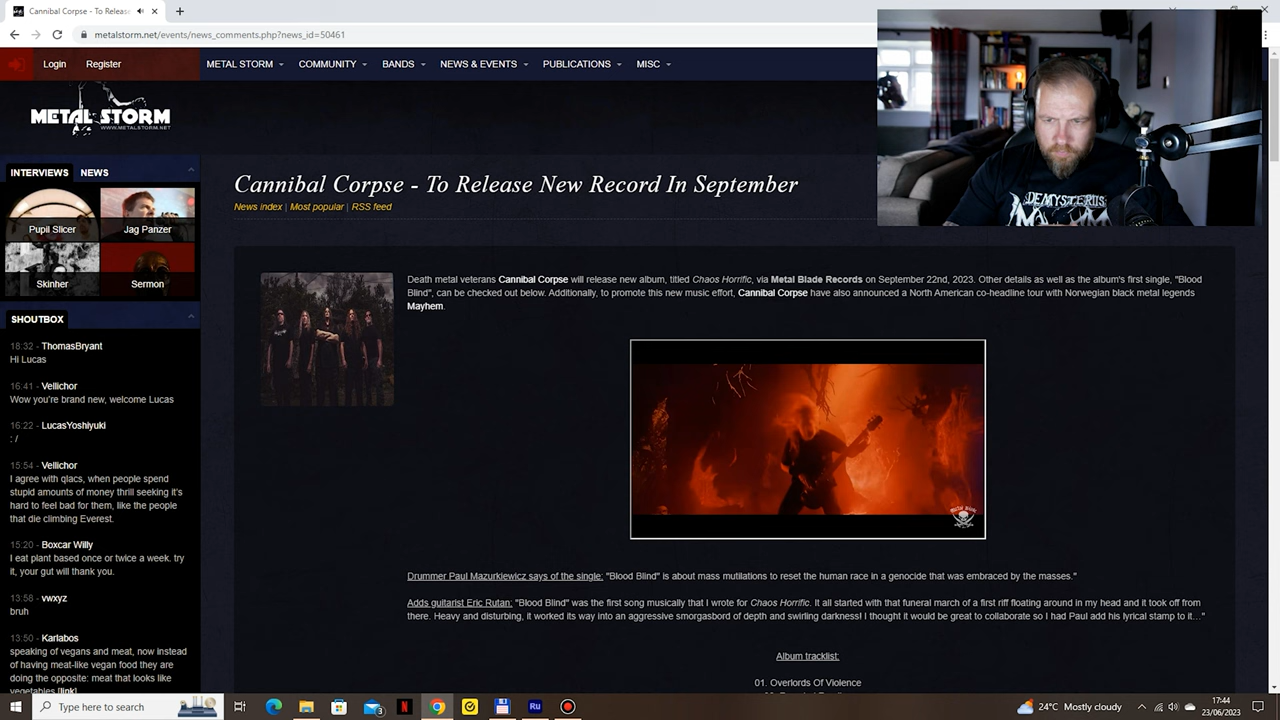 Cannibal Corpse - To Relea
metalstorm.net/events/news_comments.php?news_id=50461
Login
Register
METAL STORM
COMMUNITY
BANDS
NEWS & EVENTS
PUBLICATIONS
MISC
METAL STORM
WWW.METALSTORM.NET
INTERVIEWS
NEWS
Pupil Slicer
Jag Panzer
Skinher
Sermon
SHOUTBOX
18:32 - ThomasBryant
Hi Lucas
16:41 - Vellichor
Wow you're brand new, welcome Lucas
16:22 - LucasYoshiyuki
: /
15:54 - Vellichor
I agree with qlacs, when people spend
stupid amounts of money thrill seeking it's
hard to feel bad for them, like the people
that die climbing Everest.
15:20 - Boxcar Willy
I eat plant based once or twice a week. try
it, your gut will thank you.
13:58 - vwxyz
bruh
13:50 - Karlabos
speaking of vegans and meat, now instead
of having meat-like vegan food they are
doing the opposite: meat that looks like
vegetables [link]
Cannibal Corpse - To Release New Record In September
News index | Most popular | RSS feed
Death metal veterans Cannibal Corpse will release new album, titled Chaos Horrific, via Metal Blade Records on September 22nd, 2023. Other details as well as the album's first single, "Blood
Blind", can be checked out below. Additionally, to promote this new music effort, Cannibal Corpse have also announced a North American co-headline tour with Norwegian black metal legends
Mayhem.
Drummer Paul Mazurkiewicz says of the single: "Blood Blind" is about mass mutilations to reset the human race in a genocide that was embraced by the masses."
Adds guitarist Eric Rutan: "Blood Blind" was the first song musically that I wrote for Chaos Horrific. It all started with that funeral march of a first riff floating around in my head and it took off from
there. Heavy and disturbing, it worked its way into an aggressive smorgasbord of depth and swirling darkness! I thought it would be great to collaborate so I had Paul add his lyrical stamp to it…"
Album tracklist:
01. Overlords Of Violence
DEMYSTERIIS
Type here to search
3
Ru
24°C Mostly cloudy
17:44
23/06/2023